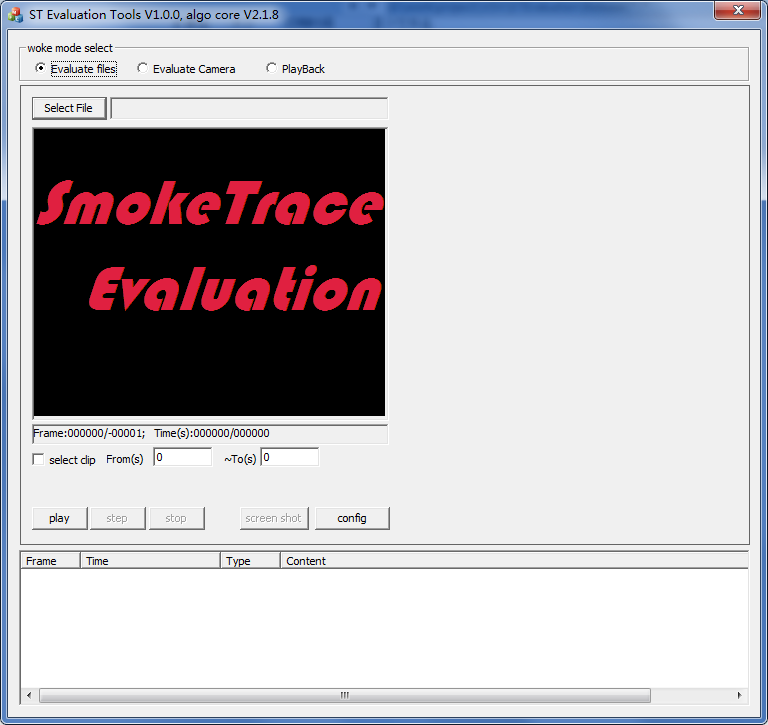 ST Evaluation Tools V1.0.0, algo core V2.1.8
woke mode select
Evaluate files Evaluate Camera PlayBack
Select File
SmokeTrace
Evaluation
Frame:000000/-00001; Time(s):000000/000000
select clip From(s) 0 ~To(s) 0
play step stop screen shot config
Frame Time Type Content